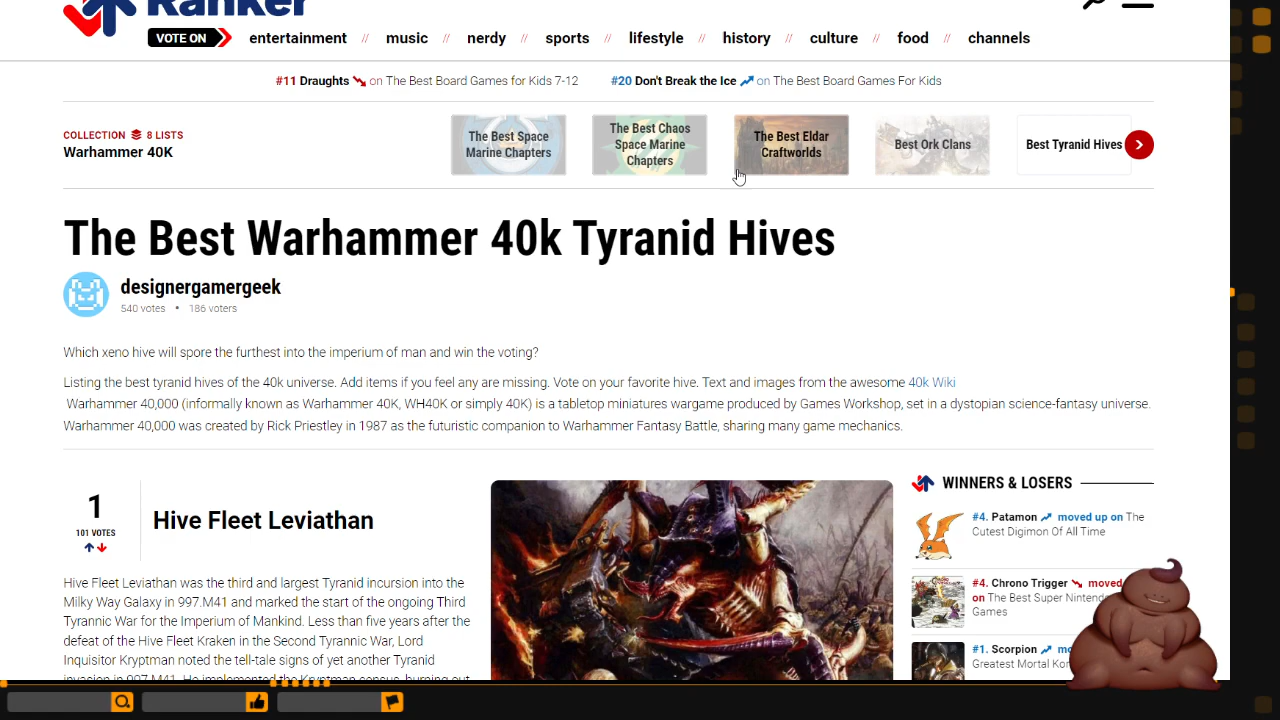 Ranker
VOTE ON entertainment // music // nerdy // sports // lifestyle // history // culture // food // channels
#11 Draughts on The Best Board Games for Kids 7-12 #20 Don't Break the Ice on The Best Board Games For Kids
COLLECTION 8 LISTS
Warhammer 40K
The Best Space
Marine Chapters
The Best Chaos
Space Marine
Chapters
The Best Eldar
Craftworlds
Best Ork Clans
Best Tyranid Hives
The Best Warhammer 40k Tyranid Hives
designergamergeek
540 votes • 186 voters
Which xeno hive will spore the furthest into the imperium of man and win the voting?
Listing the best tyranid hives of the 40k universe. Add items if you feel any are missing. Vote on your favorite hive. Text and images from the awesome 40k Wiki
Warhammer 40,000 (informally known as Warhammer 40K, WH40K or simply 40K) is a tabletop miniatures wargame produced by Games Workshop, set in a dystopian science-fantasy universe.
Warhammer 40,000 was created by Rick Priestley in 1987 as the futuristic companion to Warhammer Fantasy Battle, sharing many game mechanics.
1
101 VOTES
Hive Fleet Leviathan
Hive Fleet Leviathan was the third and largest Tyranid incursion into the
Milky Way Galaxy in 997.M41 and marked the start of the ongoing Third
Tyrannic War for the Imperium of Mankind. Less than five years after the
defeat of the Hive Fleet Kraken in the Second Tyrannic War, Lord
Inquisitor Kryptman noted the tell-tale signs of yet another Tyranid
invasion in 997.M41. He implemented the Kryptman census, burning out
WINNERS & LOSERS
#4. Patamon moved up on The
Cutest Digimon Of All Time
#4. Chrono Trigger moved
on The Best Super Nintendo
Games
#1. Scorpion mo
Greatest Mortal Kom